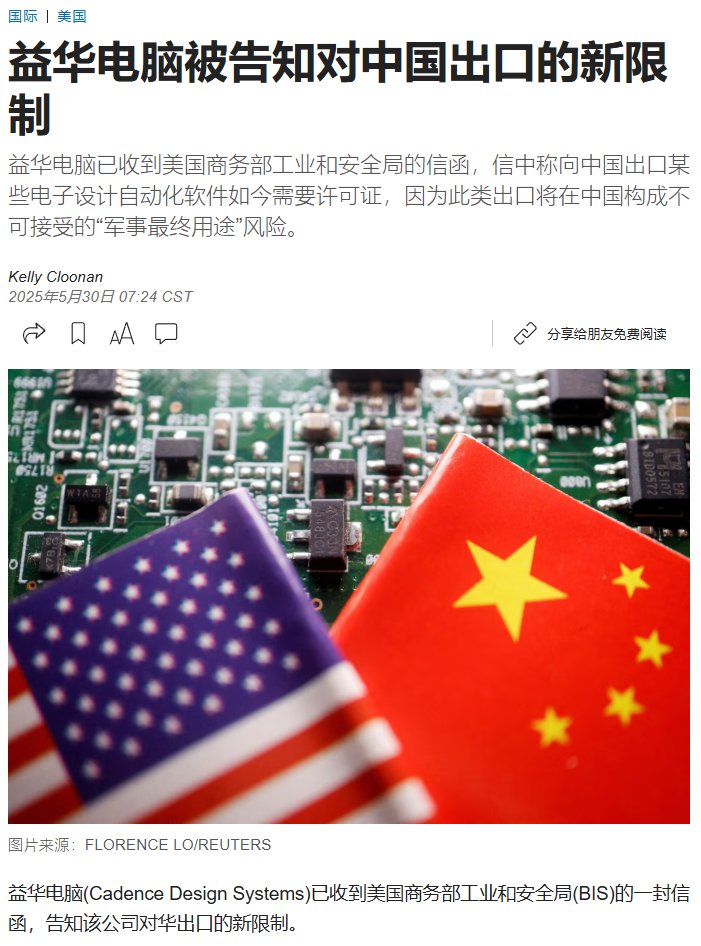 国际 | 美国
益华电脑被告知对中国出口的新限
制
益华电脑已收到美国商务部工业和安全局的信函，信中称向中国出口某
些电子设计自动化软件如今需要许可证，因为此类出口将在中国构成不
可接受的“军事最终用途”风险。
Kelly Cloonan
2025年5月30日 07:24 CST
AA
分享给朋友免费阅读
Q1602
W1A
R1750
MR175
U1
U800
81D0572
图片来源：FLORENCE LO/REUTERS
益华电脑(Cadence Design Systems)已收到美国商务部工业和安全局(BIS)的一封信
函，告知该公司对华出口的新限制。